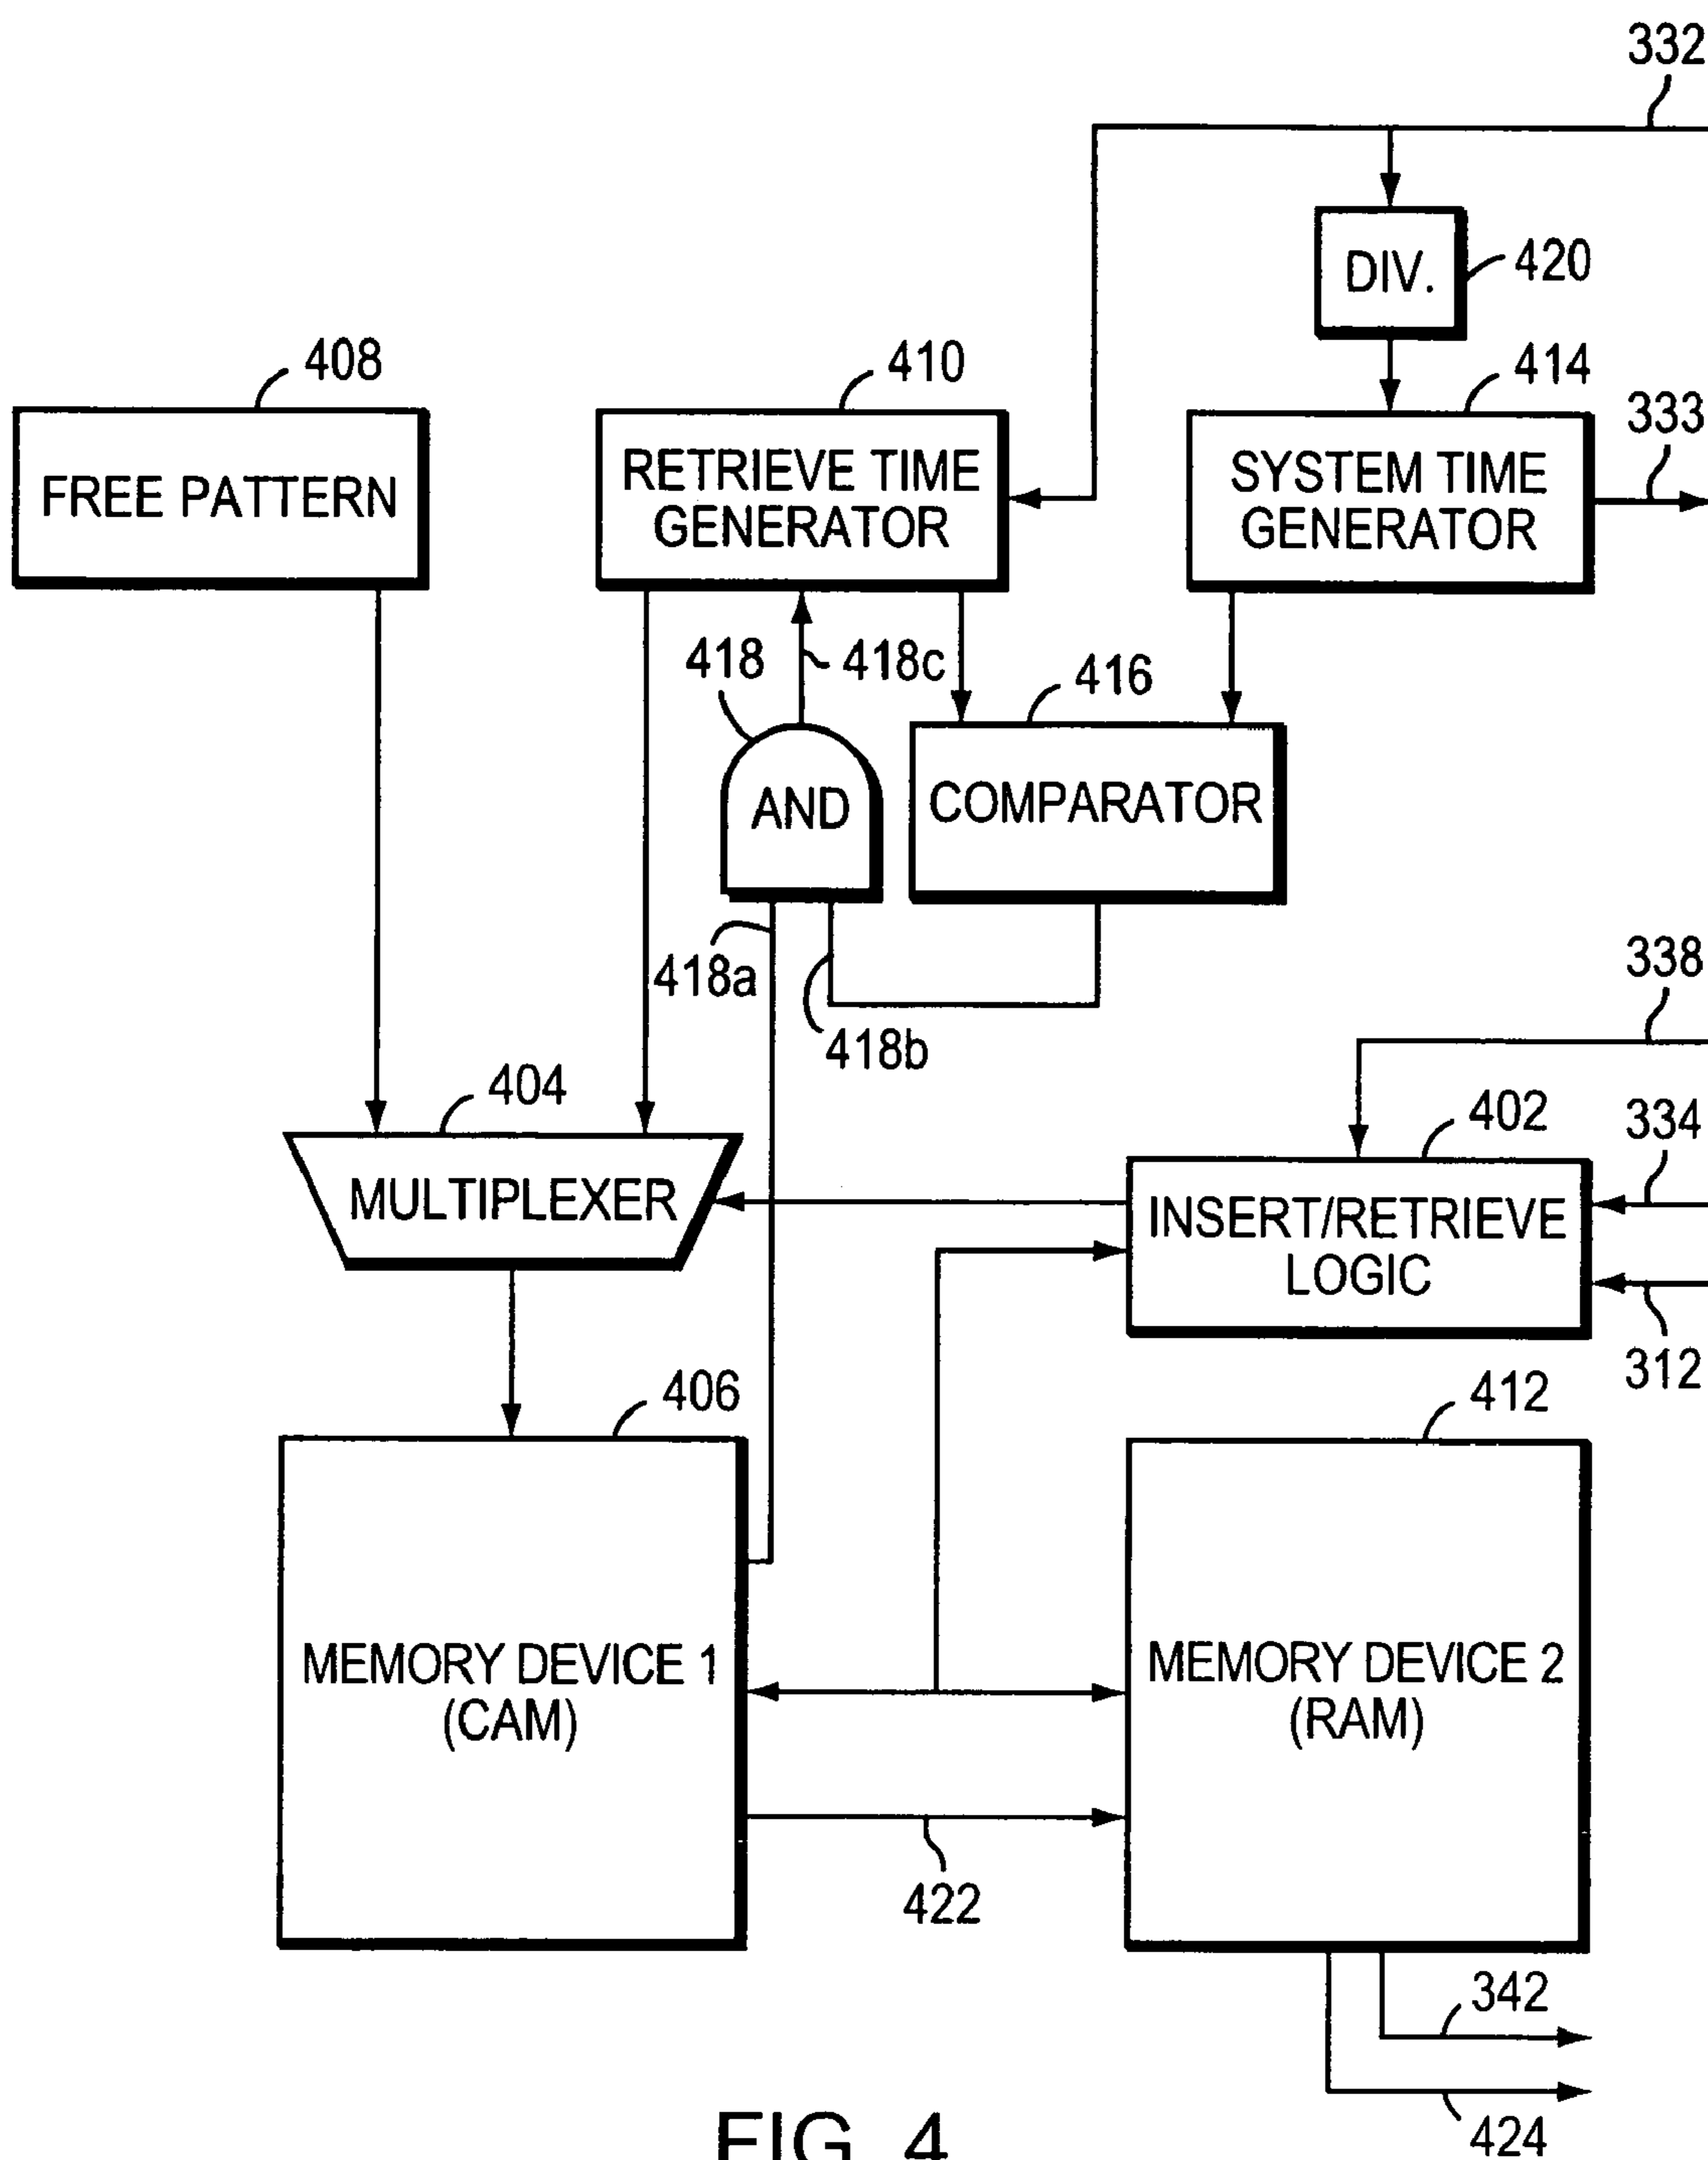 332
DIV.
420
408
410
414
333
FREE PATTERN
RETRIEVE TIME
GENERATOR
SYSTEM TIME
GENERATOR
418
418c
416
AND
COMPARATOR
418a
418b
338
404
402
334
MULTIPLEXER
INSERT/RETRIEVE
LOGIC
312
406
412
MEMORY DEVICE 1
(CAM)
MEMORY DEVICE 2
(RAM)
422
342
424
FIG. 4